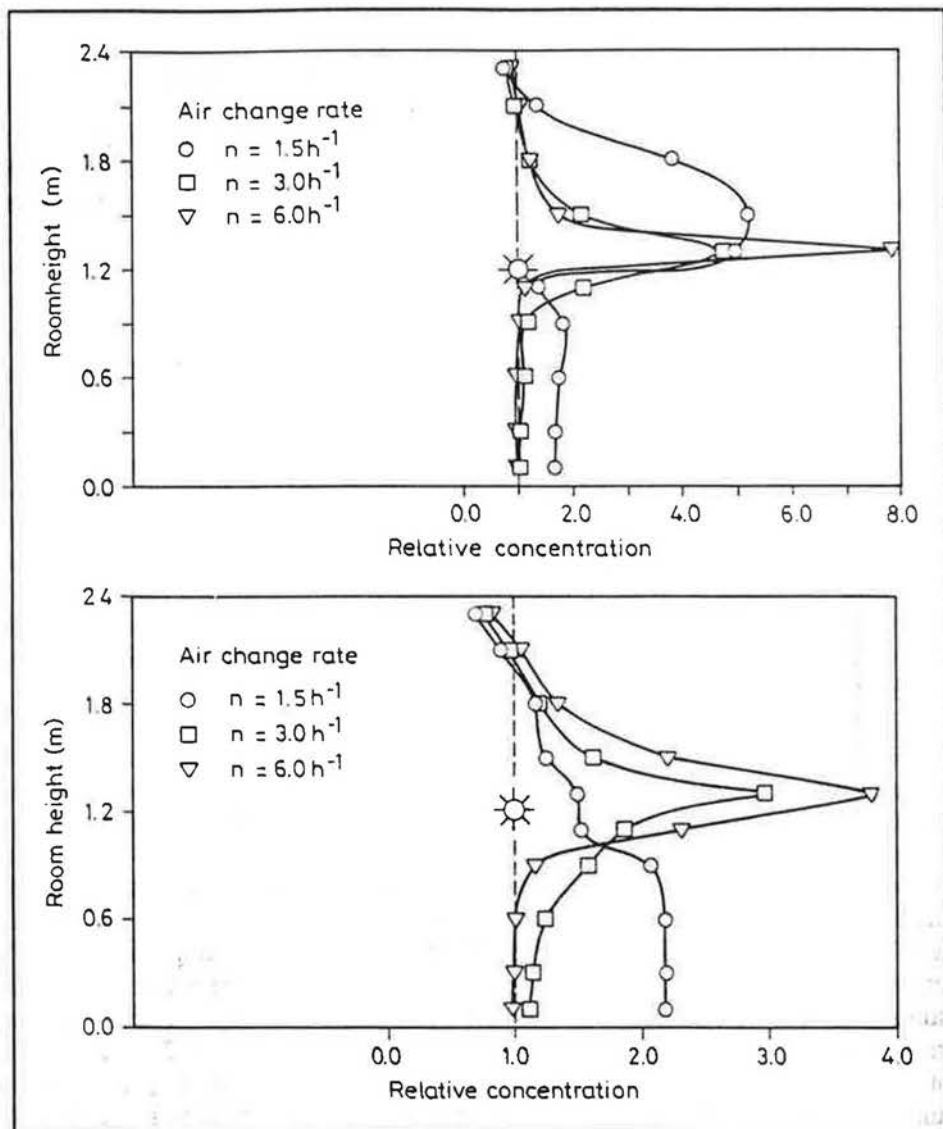 2.4
1.8
1.2
0.6
0.0
Roomheight (m)
Air change rate
n = 1.5h⁻¹
n = 3.0h⁻¹
n = 6.0h⁻¹
0.0 2.0 4.0 6.0 8.0
Relative concentration
2.4
1.8
1.2
0.6
0.0
Room height (m)
Air change rate
n = 1.5h⁻¹
n = 3.0h⁻¹
n = 6.0h⁻¹
0.0 1.0 2.0 3.0 4.0
Relative concentration